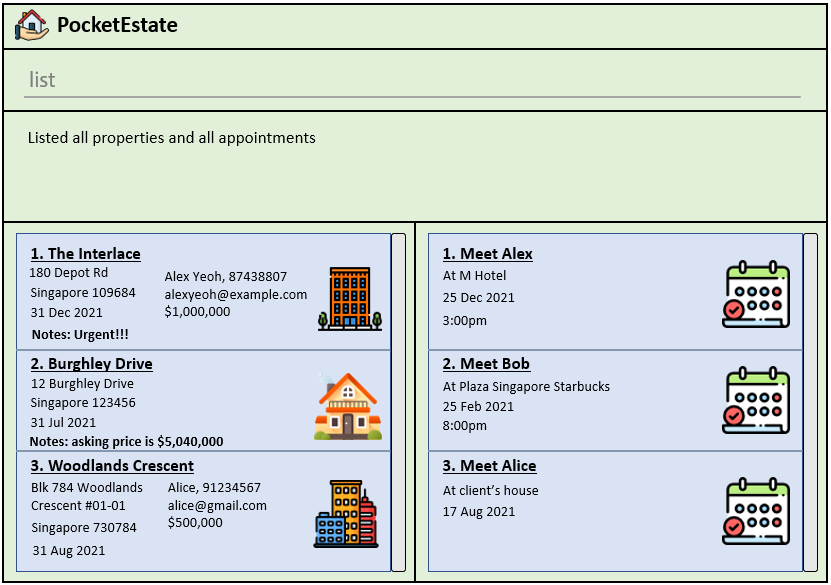 PocketEstate
list
Listed all properties and all appointments
1. The Interlace
180 Depot Rd
Singapore 109684
31 Dec 2021
Notes: Urgent!!!
Alex Yeoh, 87438807
alexyeoh@example.com
$1,000,000
2. Burghley Drive
12 Burghley Drive
Singapore 123456
31 Jul 2021
Notes: asking price is $5,040,000
3. Woodlands Crescent
Blk 784 Woodlands
Crescent #01-01
Singapore 730784
31 Aug 2021
Alice, 91234567
alice@gmail.com
$500,000
1. Meet Alex
At M Hotel
25 Dec 2021
3:00pm
2. Meet Bob
At Plaza Singapore Starbucks
25 Feb 2021
8:00pm
3. Meet Alice
At client's house
17 Aug 2021